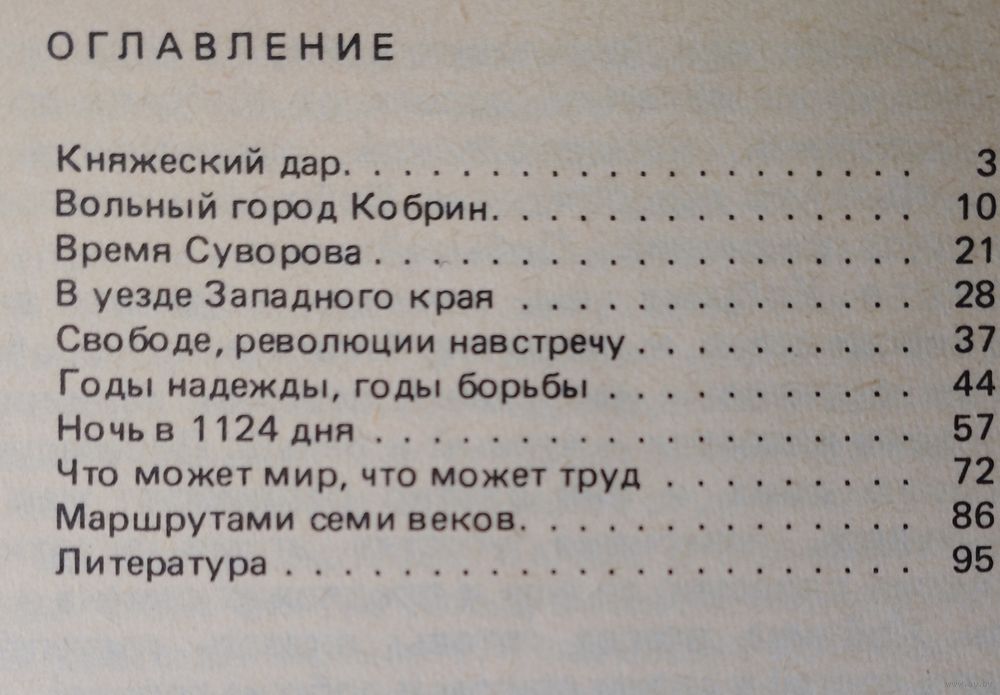 ОГЛАВЛЕНИЕ
Княжеский дар. . . . . . . . . . . . . . . . . . . . 3
Вольный город Кобрин. . . . . . . . . . . . . . . 10
Время Суворова . . . . . . . . . . . . . . . . . . . 21
В уезде Западного края . . . . . . . . . . . . . . 28
Свободе, революции навстречу . . . . . . . . . . 37
Годы надежды, годы борьбы . . . . . . . . . . . 44
Ночь в 1124 дня . . . . . . . . . . . . . . . . . . . 57
Что может мир, что может труд . . . . . . . . . 72
Маршрутами семи веков. . . . . . . . . . . . . . 86
Литература . . . . . . . . . . . . . . . . . . . . . . 95